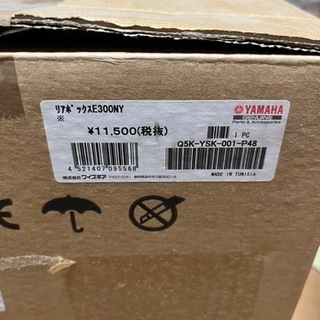 リアボックスE300NY
※
YAMAHA
GENUINE
Parts & Accessories
¥11,500(税抜)
1 PC
Q5K-YSK-001-P48
4 521407 095568
MADE IN TUNISIA
株式会社ワイズギア
CE